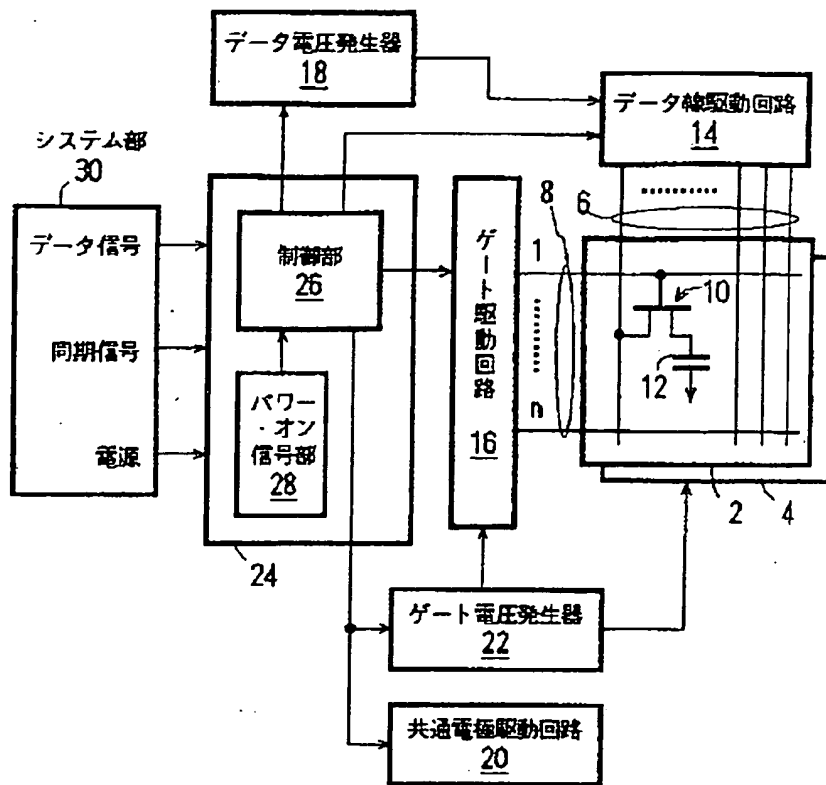 データ電圧発生器
18
データ線駆動回路
14
システム部
30
データ信号
同期信号
電源
制御部
26
パワー
・オン
信号部
28
24
ゲート駆動回路
16
8
1
n
6
10
12
2
4
ゲート電圧発生器
22
共通電極駆動回路
20